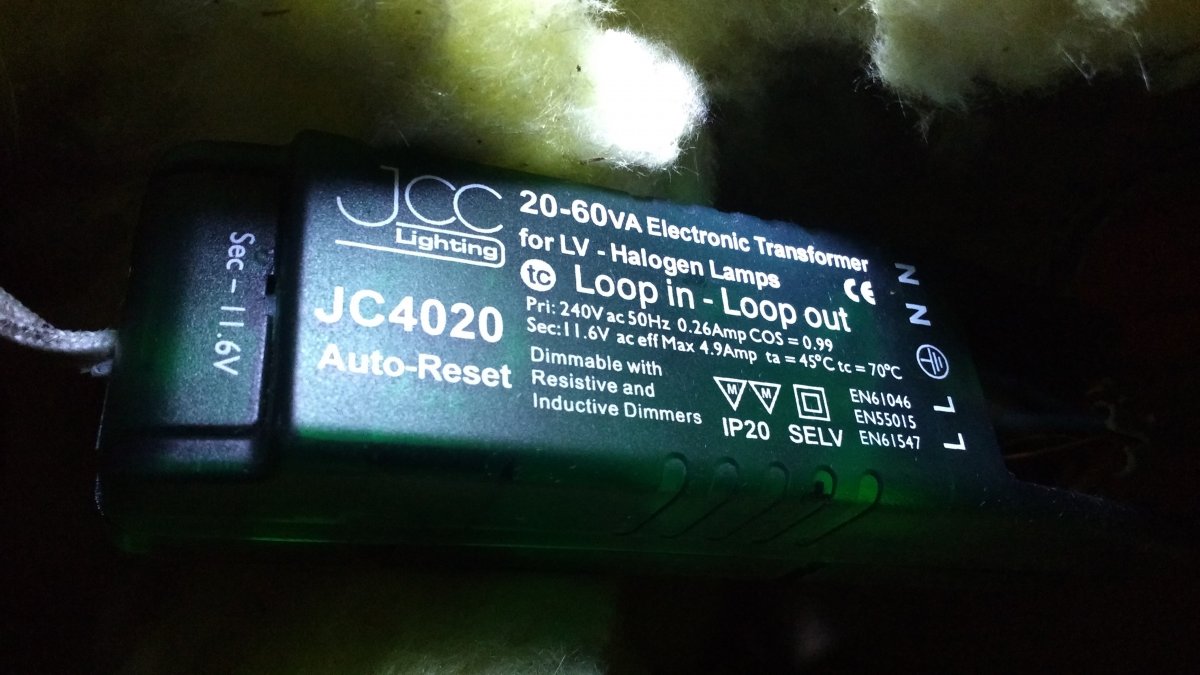 Sec - 11.6V
JCC
Lighting
JC4020
Auto-Reset
20-60VA Electronic Transformer
for LV - Halogen Lamps
CE
tc Loop in - Loop out
Pri: 240V ac 50Hz 0.26Amp COS = 0.99
Sec:11.6V ac eff Max 4.9Amp ta = 45°C tc = 70°C
Dimmable with
Resistive and
Inductive Dimmers
M M
IP20 SELV
EN61046
EN55015
EN61547
N
N
L
L